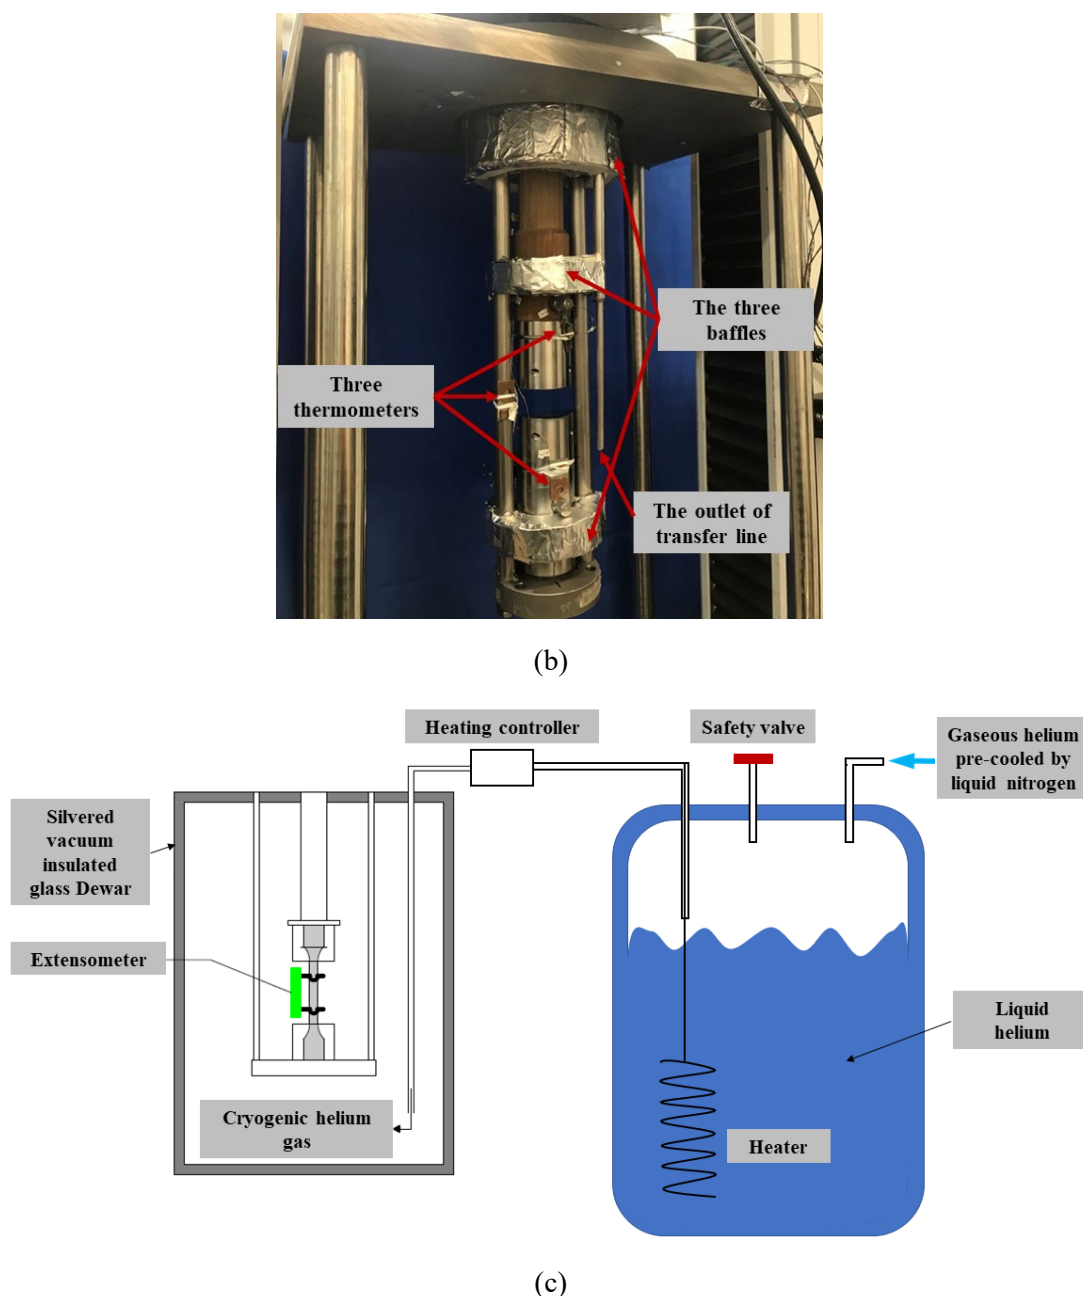 The three
baffles
Three
thermometers
The outlet of
transfer line
(b)
Heating controller
Safety valve
Gaseous helium
pre-cooled by
liquid nitrogen
Silvered
vacuum
insulated
glass Dewar
Extensometer
Liquid
helium
Cryogenic helium
gas
Heater
(c)